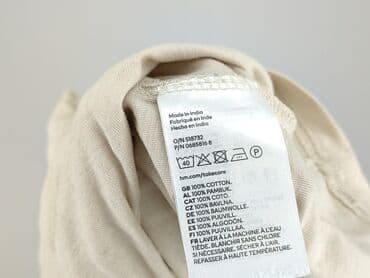 Made in India
Fabriqué en Inde
Hecho en India
O/N 518732
P/N 0685816 8
40
P
hm.com/takecare
GB 100% COTTON.
AL 100% PAMBUK.
CAT 100% COTÓ.
CZ 100% BAVLNA.
DE 100% BAUMWOLLE.
EE 100% PUUVILL.
ES 100% ALGODÓN.
FI 100% PUUVILLAA.
FR LAVER À LA MACHINE À L'EAU
TIÈDE, BLANCHIR SANS CHLORE
SI NÉCESSAIRE. SÉCHER À L'AIR.
REPASSER À HAUTE TEMPÉRATURE.